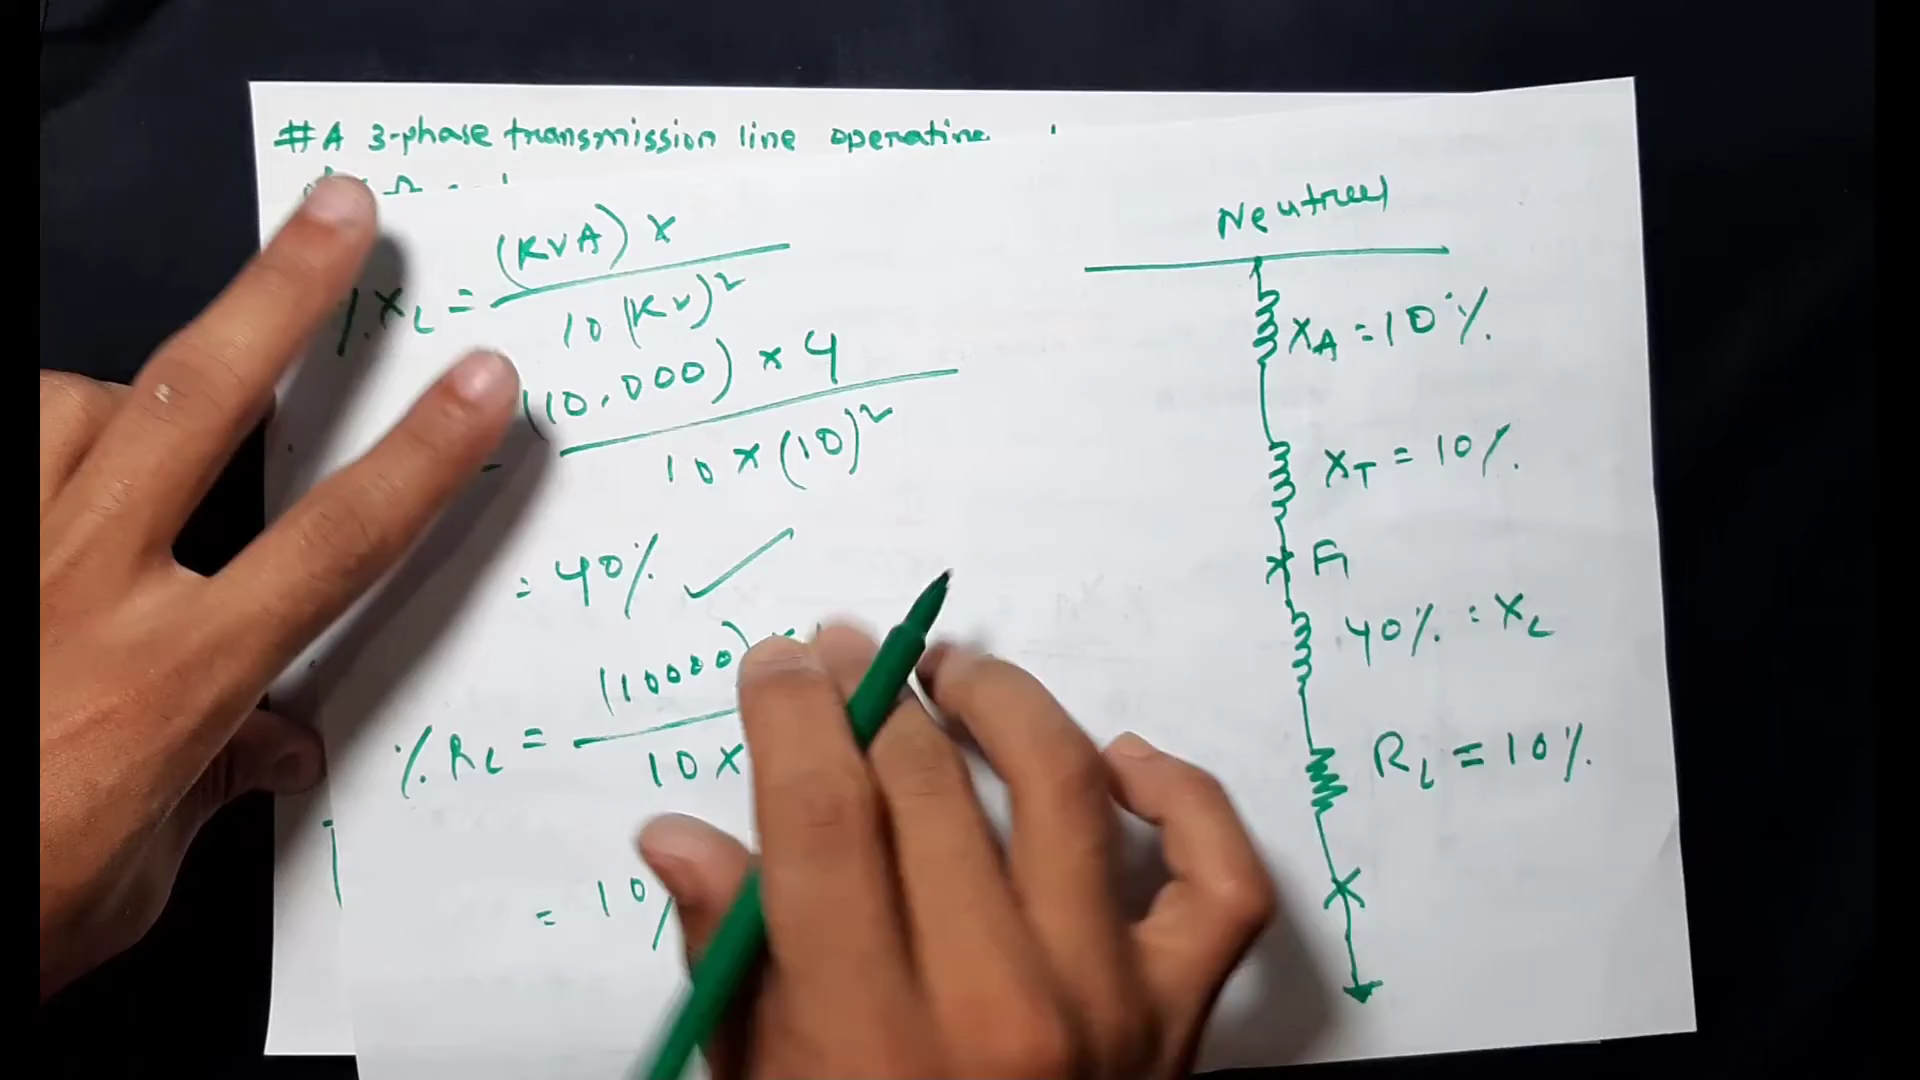 #A 3-phase transmission line operating
%XL = (KVA) X
10 (KV)²
(10,000) × 4
= 10 × (10)²
= 40%
(10000) ×
%RL =
10 ×
= 10%
Neutral
XA = 10%
XT = 10%
F1
40% = XL
RL = 10%